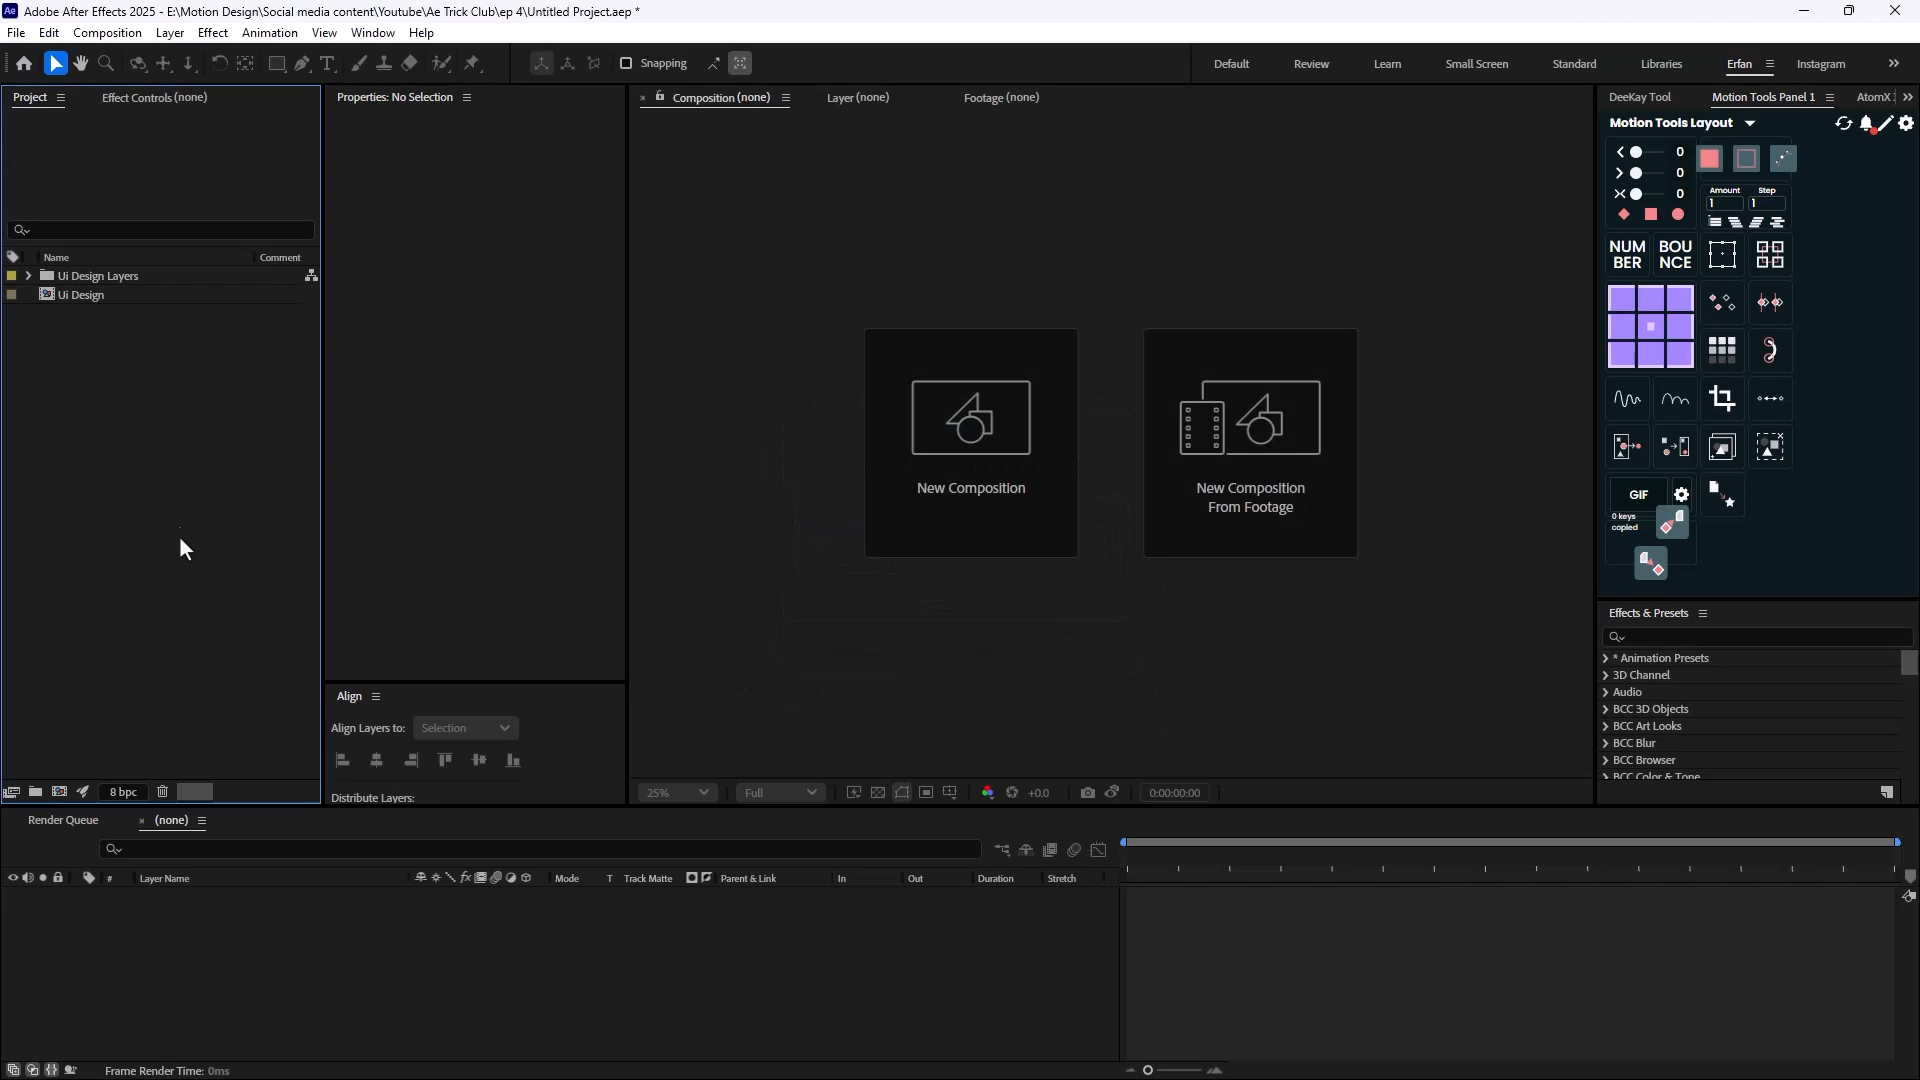 Ae Adobe After Effects 2025 - E:\Motion Design\Social media content\Youtube\Ae Trick Club\ep 4\Untitled Project.aep *
File Edit Composition Layer Effect Animation View Window Help
Snapping
Default Review Learn Small Screen Standard Libraries Erfan Instagram
Project Effect Controls (none)
Properties: No Selection
Composition (none) Layer (none) Footage (none)
DeeKay Tool Motion Tools Panel 1 AtomX
Motion Tools Layout
0
0
0
Amount Step
1 1
NUM
BER
BOU
NCE
GIF
0 keys
copied
Name Comment
Ui Design Layers
Ui Design
New Composition
New Composition
From Footage
Effects & Presets
* Animation Presets
3D Channel
Audio
BCC 3D Objects
BCC Art Looks
BCC Blur
BCC Browser
BCC Color & Tone
Align
Align Layers to: Selection
Distribute Layers:
8 bpc
25% Full +0.0 0:00:00:00
Render Queue (none)
# Layer Name Mode T Track Matte Parent & Link In Out Duration Stretch
Frame Render Time: 0ms